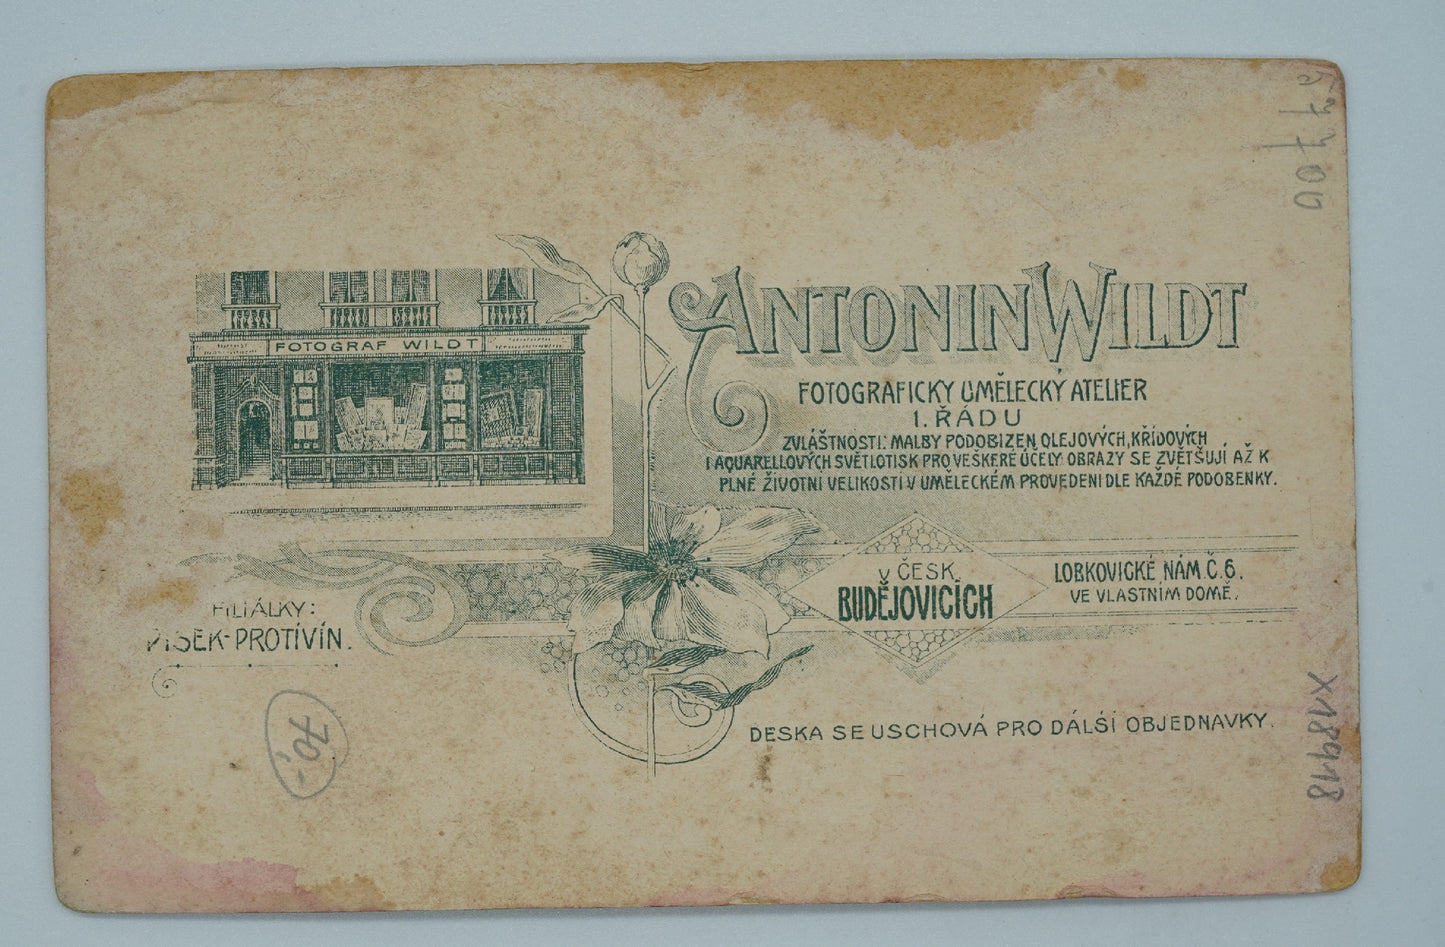 FOTOGRAF WILDT
ANTONIN WILDT
FOTOGRAFICKÝ UMĚLECKÝ ATELIER
I. ŘÁDU
ZVLÁŠTNOSTI: MALBY PODOBIZEN OLEJOVÝCH, KŘÍDOVÝCH
I AQUARELLOVÝCH SVĚTLOTISK PRO VEŠKERÉ ÚČELY OBRAZY SE ZVĚTŠUJÍ AŽ K
PLNÉ ŽIVOTNÍ VELIKOSTI V UMĚLECKÉM PROVEDENI DLE KAŽDÉ PODOBENKY.
V ČESK.
BUDĚJOVICÍCH
LOBKOVICKÉ NÁM. Č. 6.
VE VLASTNÍM DOMĚ.
FILIÁLKY:
PÍSEK-PROTIVÍN.
DESKA SE USCHOVÁ PRO DÁLŠÍ OBJEDNAVKY.
70,-
X18918